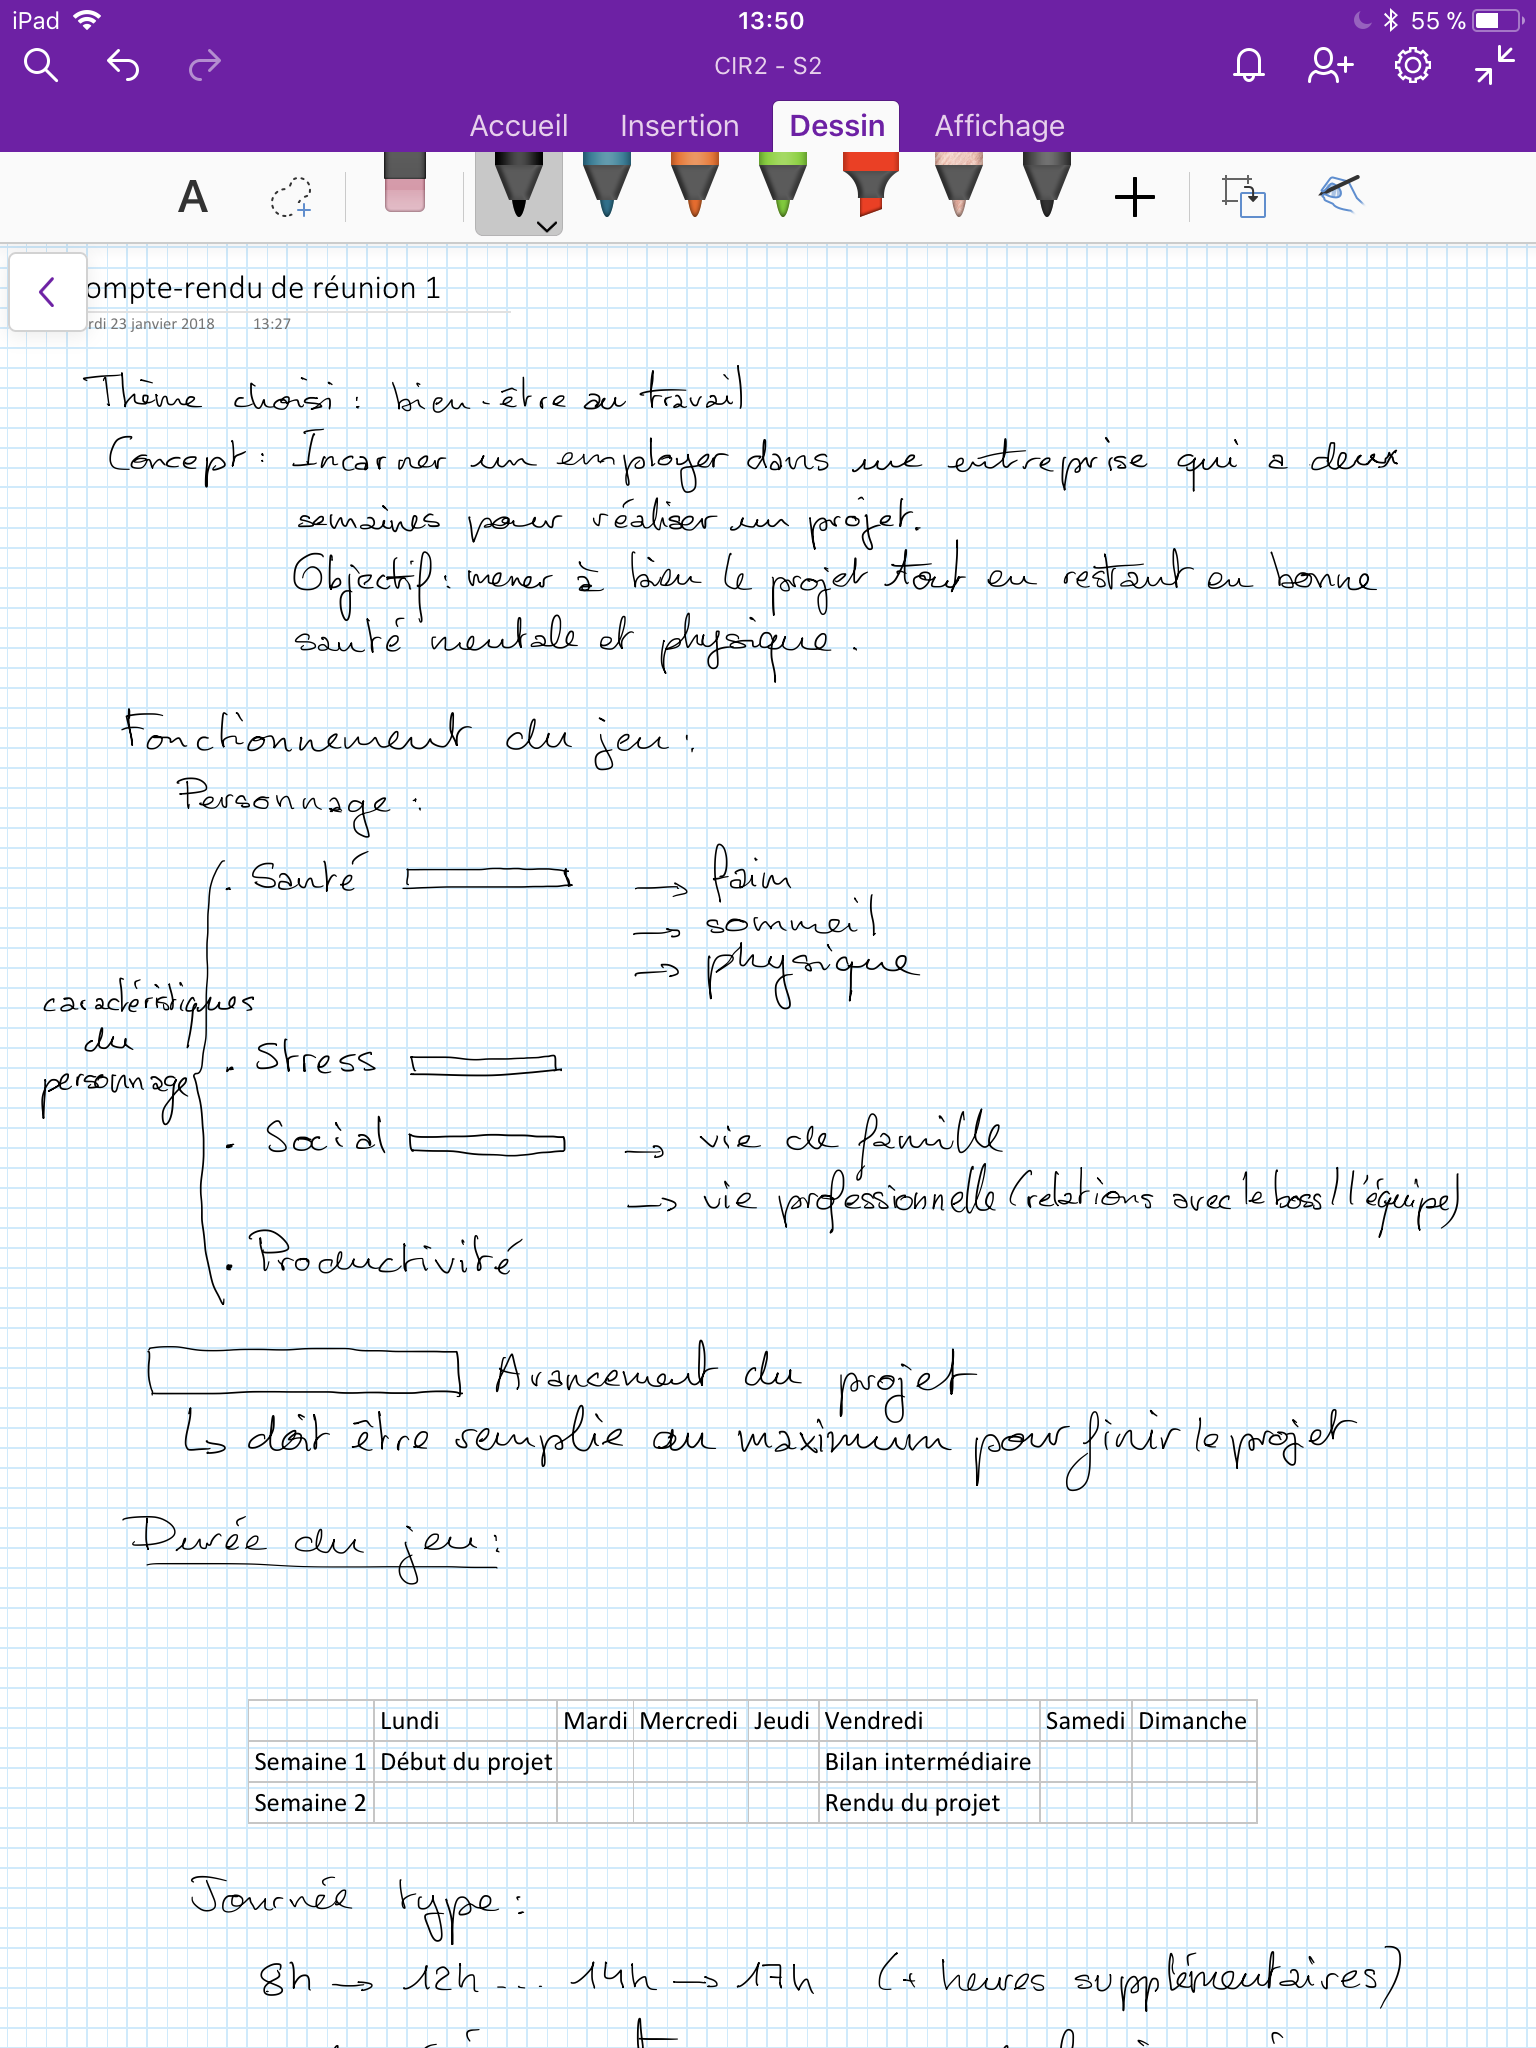 iPad 13:50 55 %
CIR2 - S2
Accueil Insertion Dessin Affichage
A
ompte-rendu de réunion 1
rdi 23 janvier 2018 13:27
Thème choisi : bien-être au travail
Concept : Incarner un employer dans une entreprise qui a deux
semaines pour réaliser un projet.
Objectif : mener à bien le projet tout en restant en bonne
santé mentale et physique.
Fonctionnement du jeu :
Personnage :
. Santé → faim
→ sommeil
→ physique
caractéristiques
du
personnage
. Stress
. Social → vie de famille
→ vie professionnelle (relations avec le boss / l'équipe)
. Productivité
Avancement du projet
↳ doit être remplie au maximum pour finir le projet
Durée du jeu :
Lundi Mardi Mercredi Jeudi Vendredi Samedi Dimanche
Semaine 1 Début du projet Bilan intermédiaire
Semaine 2 Rendu du projet
Journée type :
8h → 12h ... 14h → 17h (+ heures supplémentaires)